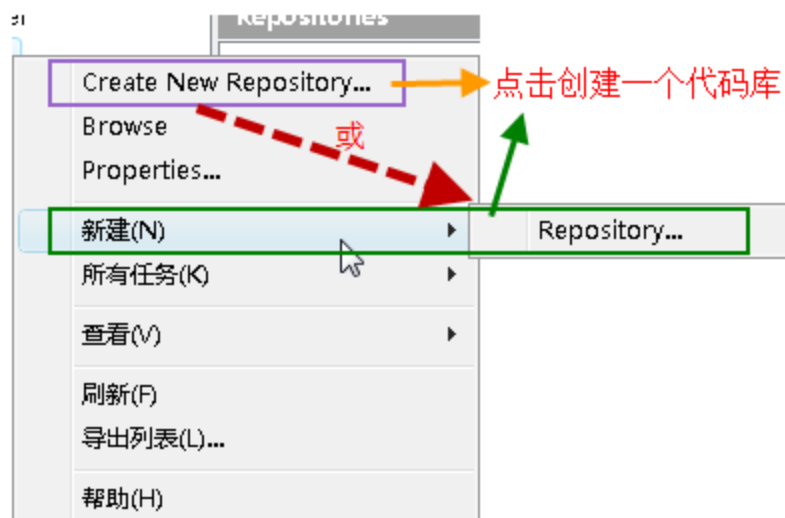 er
Repositories
Create New Repository...
点击创建一个代码库
Browse
或
Properties...
新建(N)
Repository...
所有任务(K)
查看(V)
刷新(F)
导出列表(L)...
帮助(H)